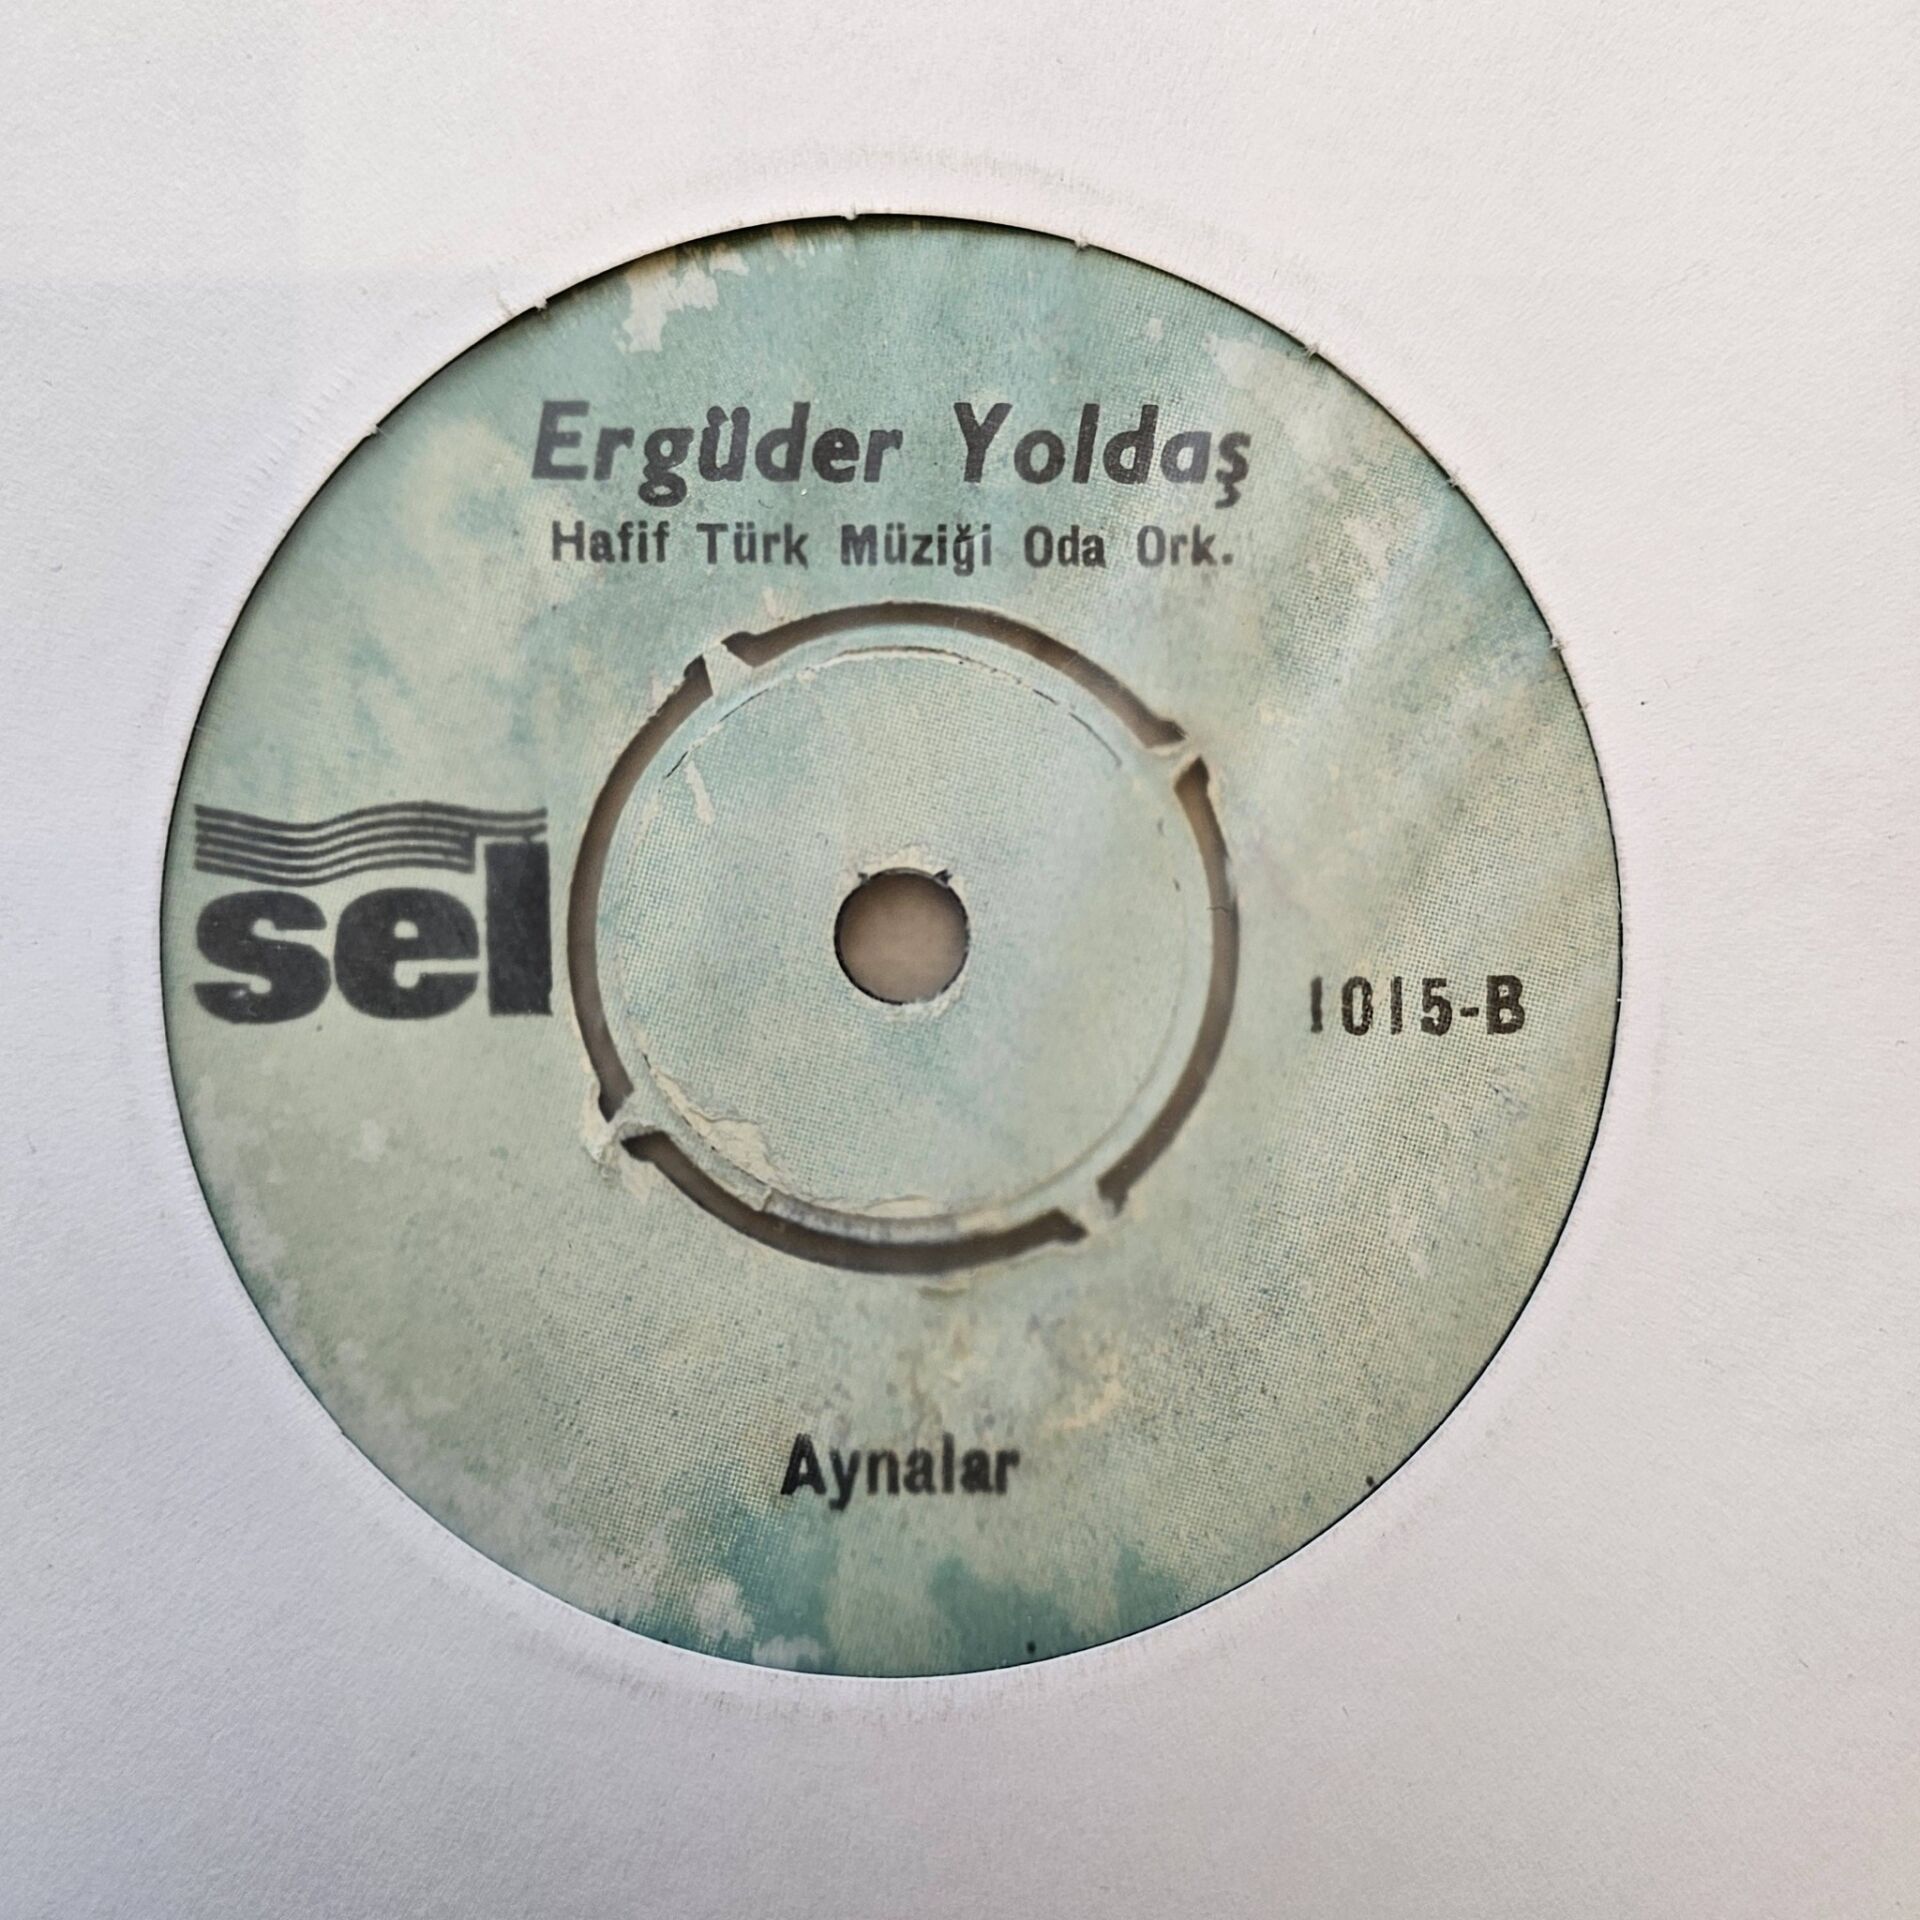 Ergüder Yoldaş
Hafif Türk Müziği Oda Ork.
sel
1015-B
Aynalar